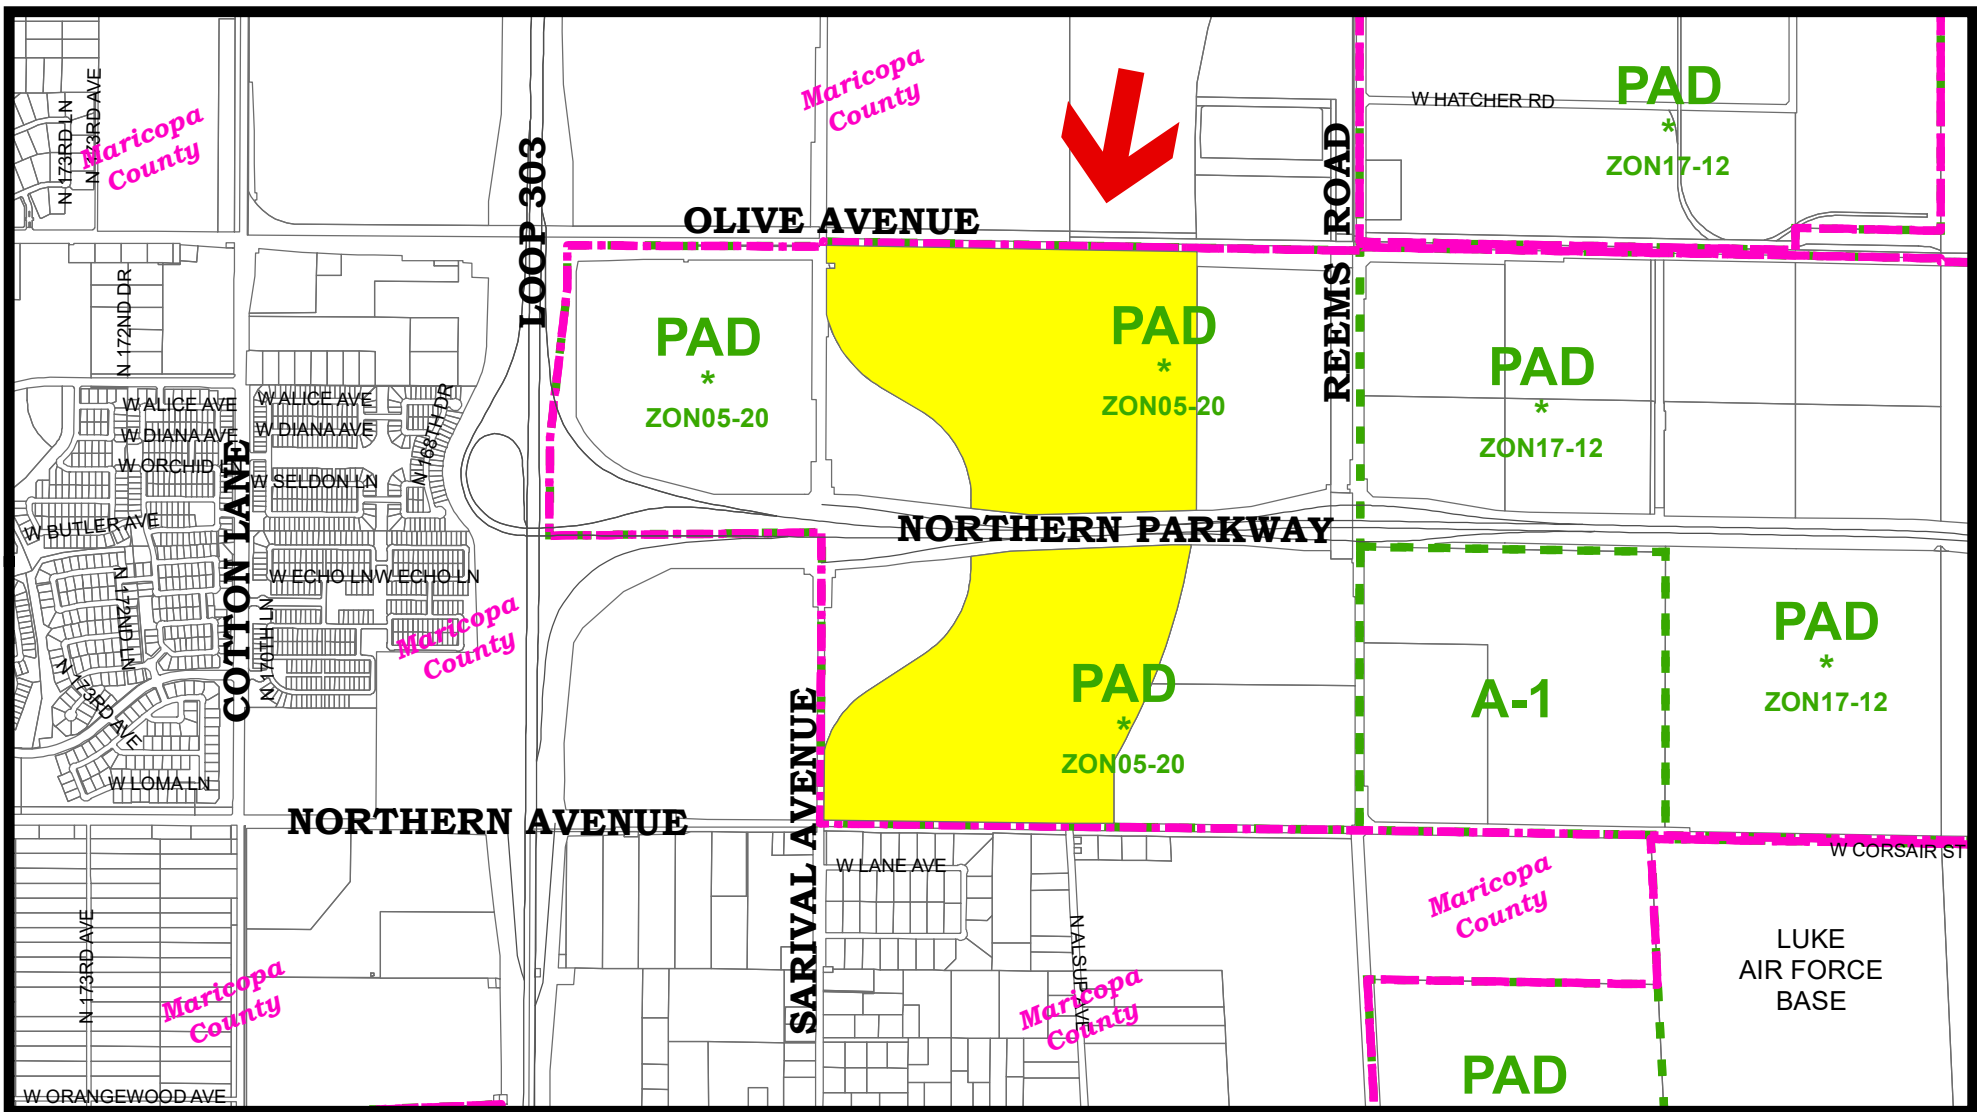 Maricopa
County
PAD
*
ZON17-12
W HATCHER RD
N 173RD LN
N 173RD AVE
Maricopa
County
LOOP 303
OLIVE AVENUE
REEMS ROAD
N 172ND DR
PAD
*
ZON05-20
PAD
*
ZON05-20
PAD
*
ZON17-12
W ALICE AVE
W ALICE AVE
W DIANA AVE
W DIANA AVE
N 168TH DR
W ORCHID LN
W SELDON LN
COTTON LANE
W BUTLER AVE
NORTHERN PARKWAY
W ECHO LN
W ECHO LN
N 172ND LN
N 170TH LN
Maricopa
County
N 173RD AVE
W LOMA LN
PAD
*
ZON05-20
A-1
PAD
*
ZON17-12
NORTHERN AVENUE
SARIVAL AVENUE
W LANE AVE
W CORSAIR ST
Maricopa
County
N 173RD AVE
N ALSUP AVE
LUKE
AIR FORCE
BASE
Maricopa
County
Maricopa
County
PAD
W ORANGEWOOD AVE